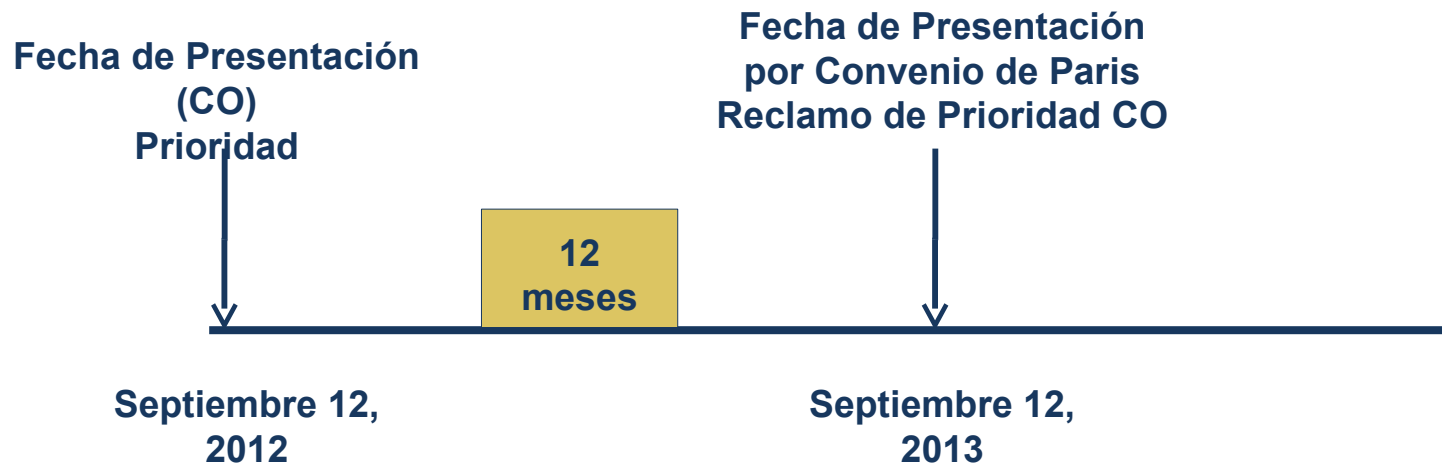 Fecha de Presentación
(CO)
Prioridad
Fecha de Presentación
por Convenio de Paris
Reclamo de Prioridad CO
12
meses
Septiembre 12,
2012
Septiembre 12,
2013